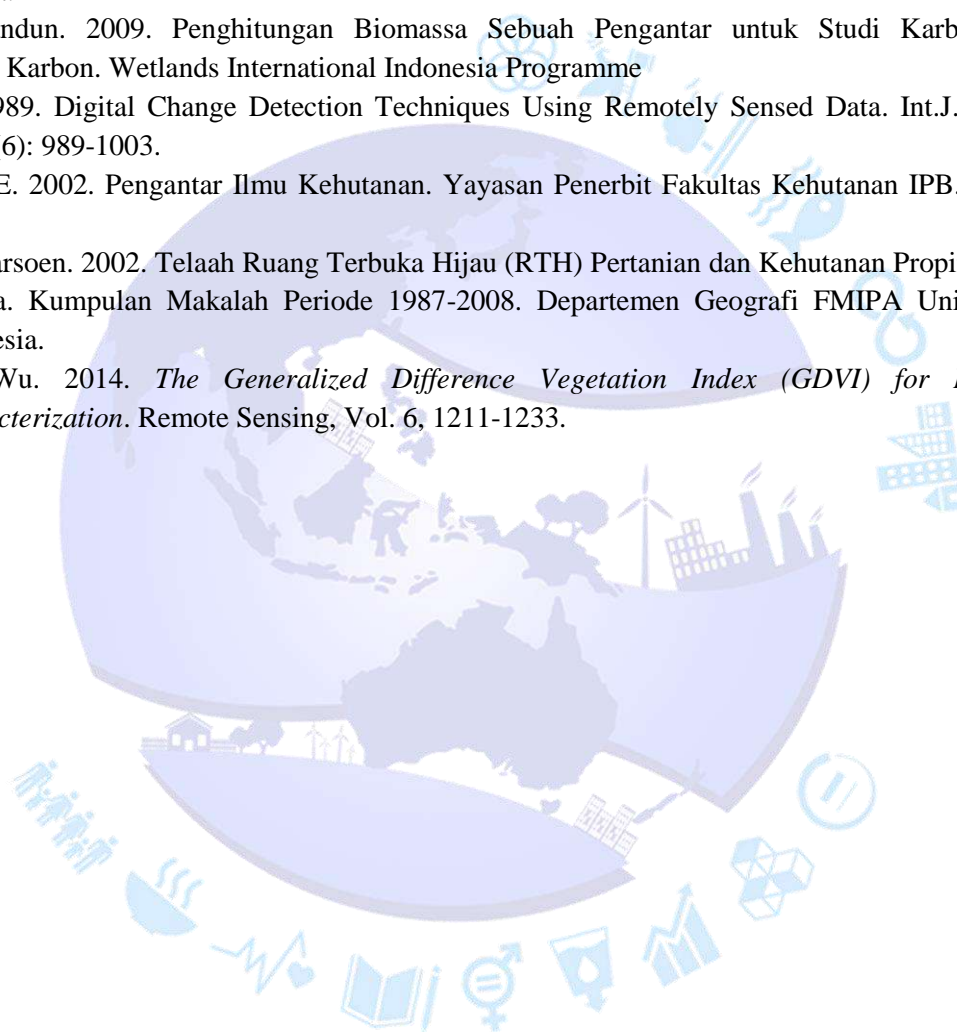 ndun. 2009. Penghitungan Biomassa Sebuah Pengantar untuk Studi Karb
Karbon. Wetlands International Indonesia Programme
989. Digital Change Detection Techniques Using Remotely Sensed Data. Int.J.
6): 989-1003.
E. 2002. Pengantar Ilmu Kehutanan. Yayasan Penerbit Fakultas Kehutanan IPB.
arsoen. 2002. Telaah Ruang Terbuka Hijau (RTH) Pertanian dan Kehutanan Propi
a. Kumpulan Makalah Periode 1987-2008. Departemen Geografi FMIPA Uni
esia.
Wu. 2014. The Generalized Difference Vegetation Index (GDVI) for
cterization. Remote Sensing, Vol. 6, 1211-1233.